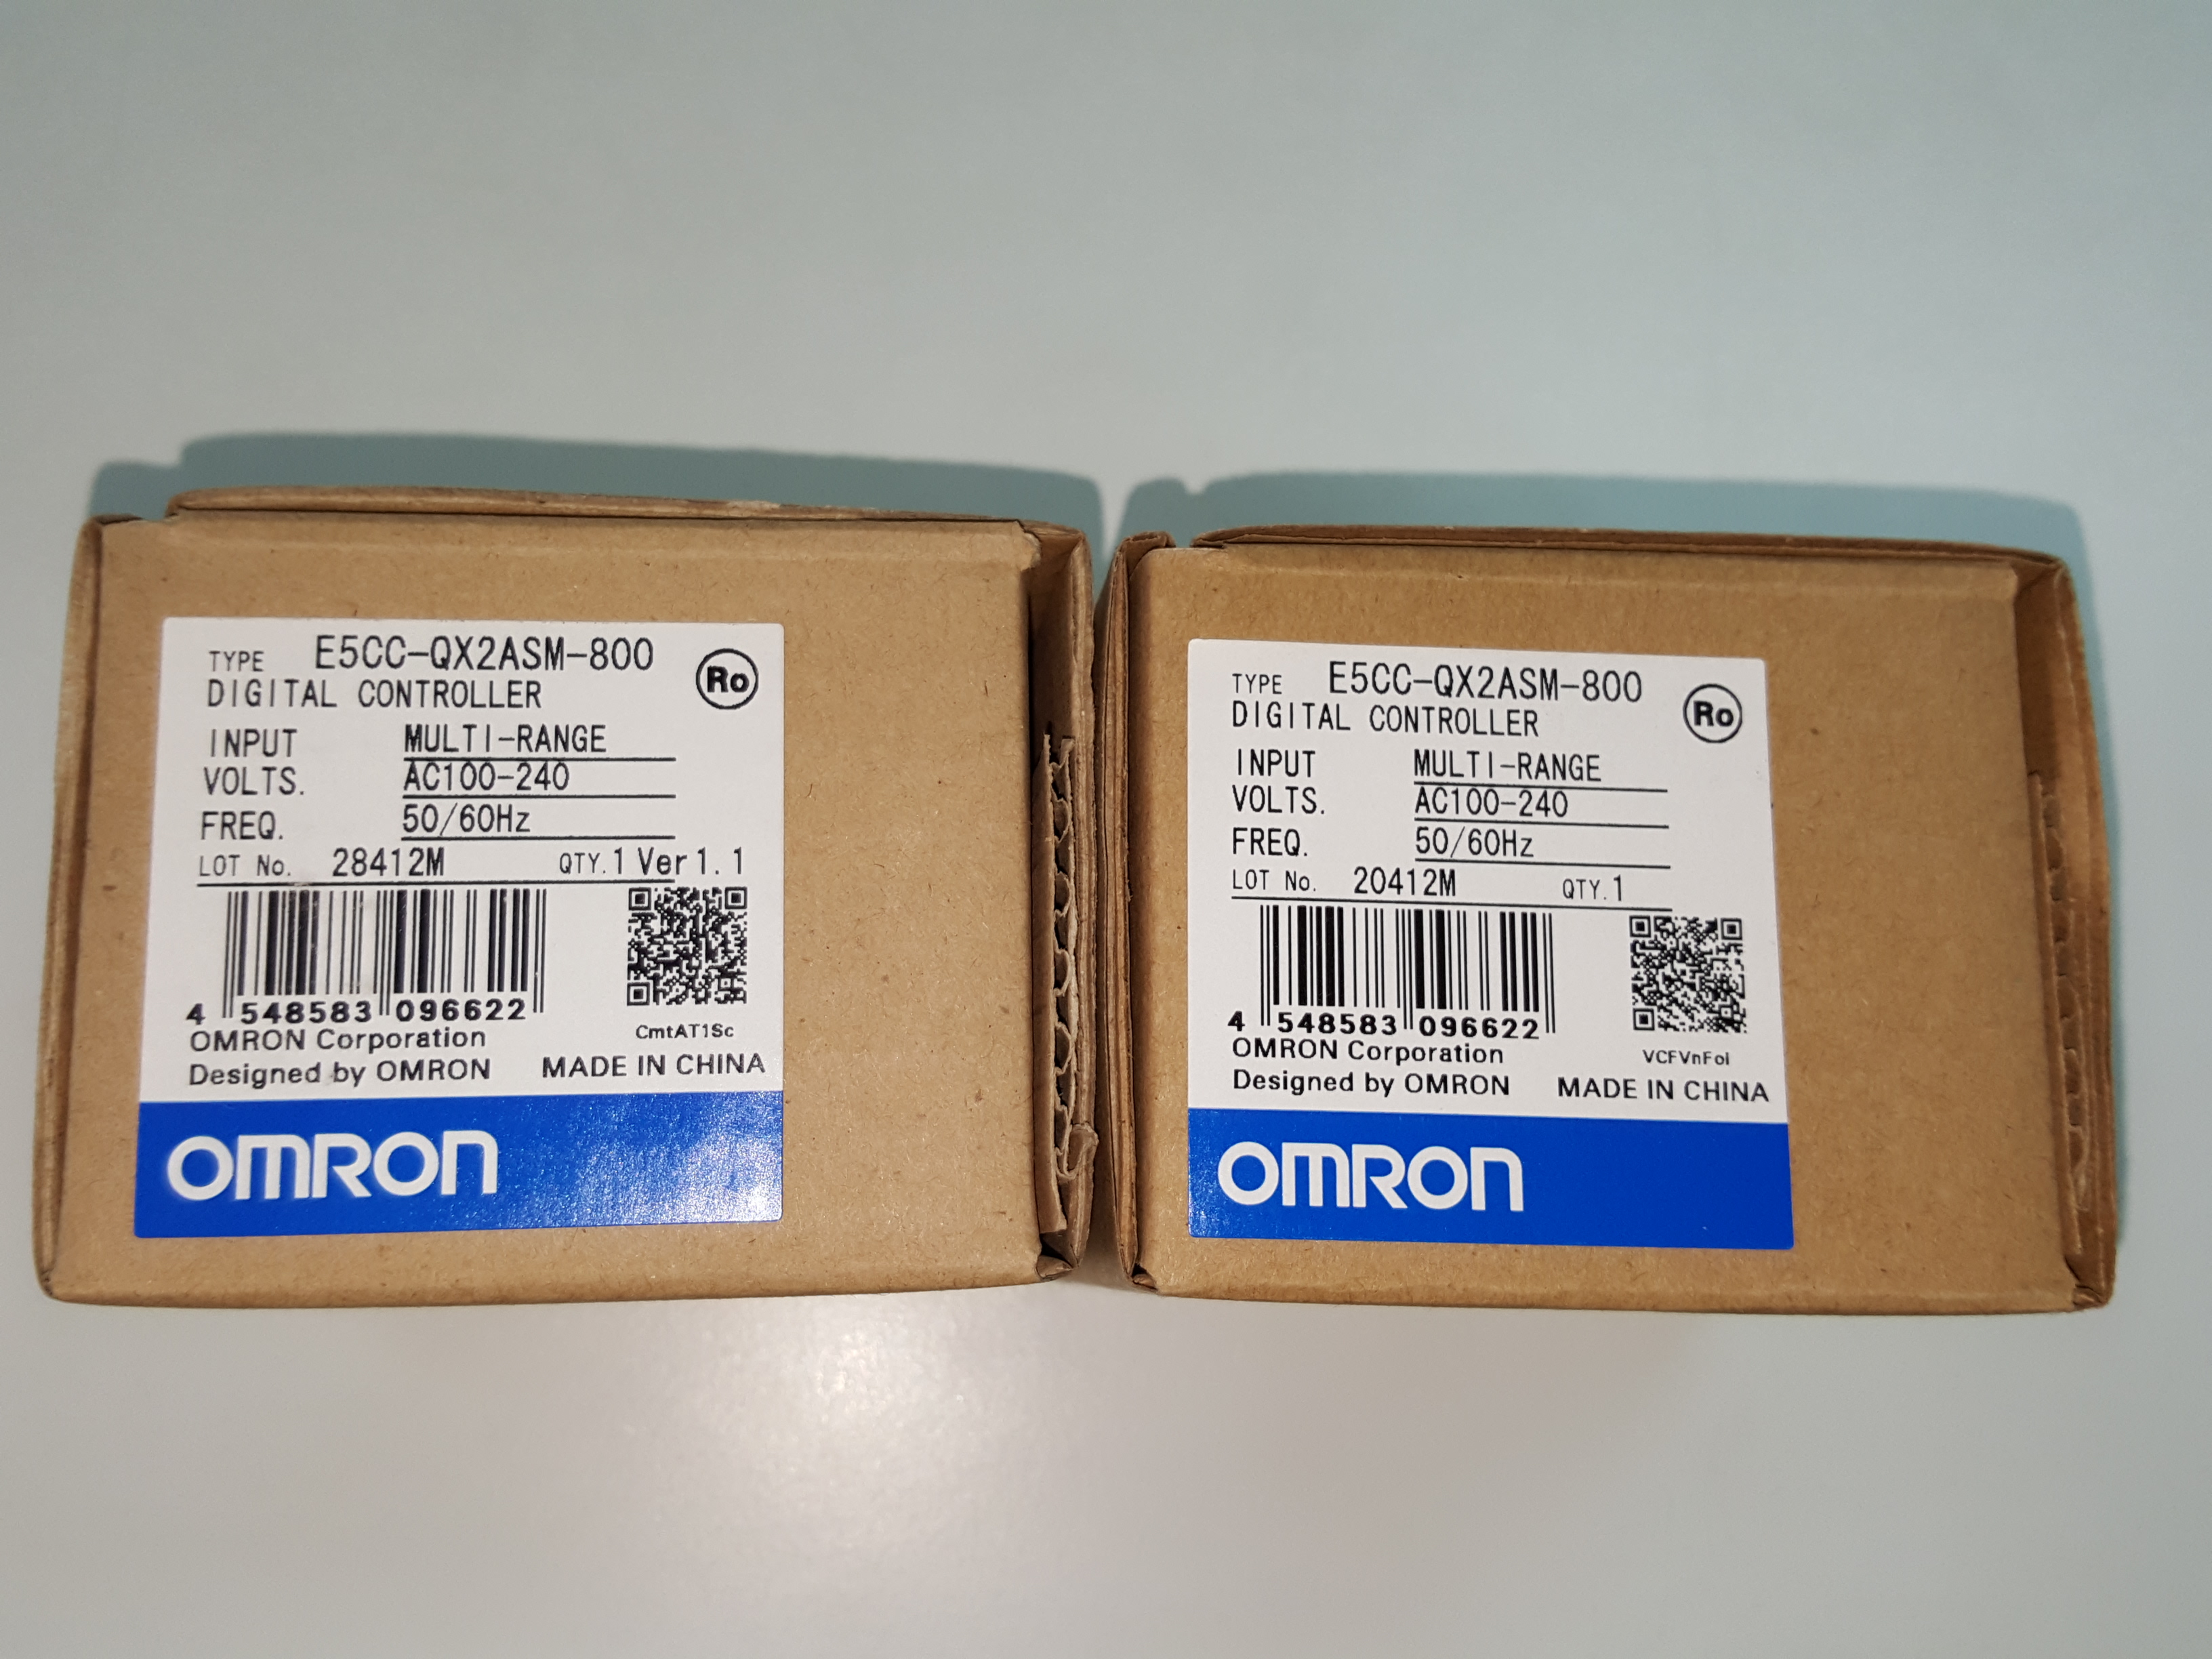 TYPE E5CC-QX2ASM-800
Ro
DIGITAL CONTROLLER
INPUT MULTI-RANGE
VOLTS. AC100-240
FREQ. 50/60Hz
LOT No. 28412M QTY.1 Ver1.1
4 548583 096622
CmtAT1Sc
OMRON Corporation
Designed by OMRON MADE IN CHINA
OMRON
TYPE E5CC-QX2ASM-800
Ro
DIGITAL CONTROLLER
INPUT MULTI-RANGE
VOLTS. AC100-240
FREQ. 50/60Hz
LOT No. 20412M QTY.1
4 548583 096622
OMRON Corporation
Designed by OMRON MADE IN CHINA
OMRON